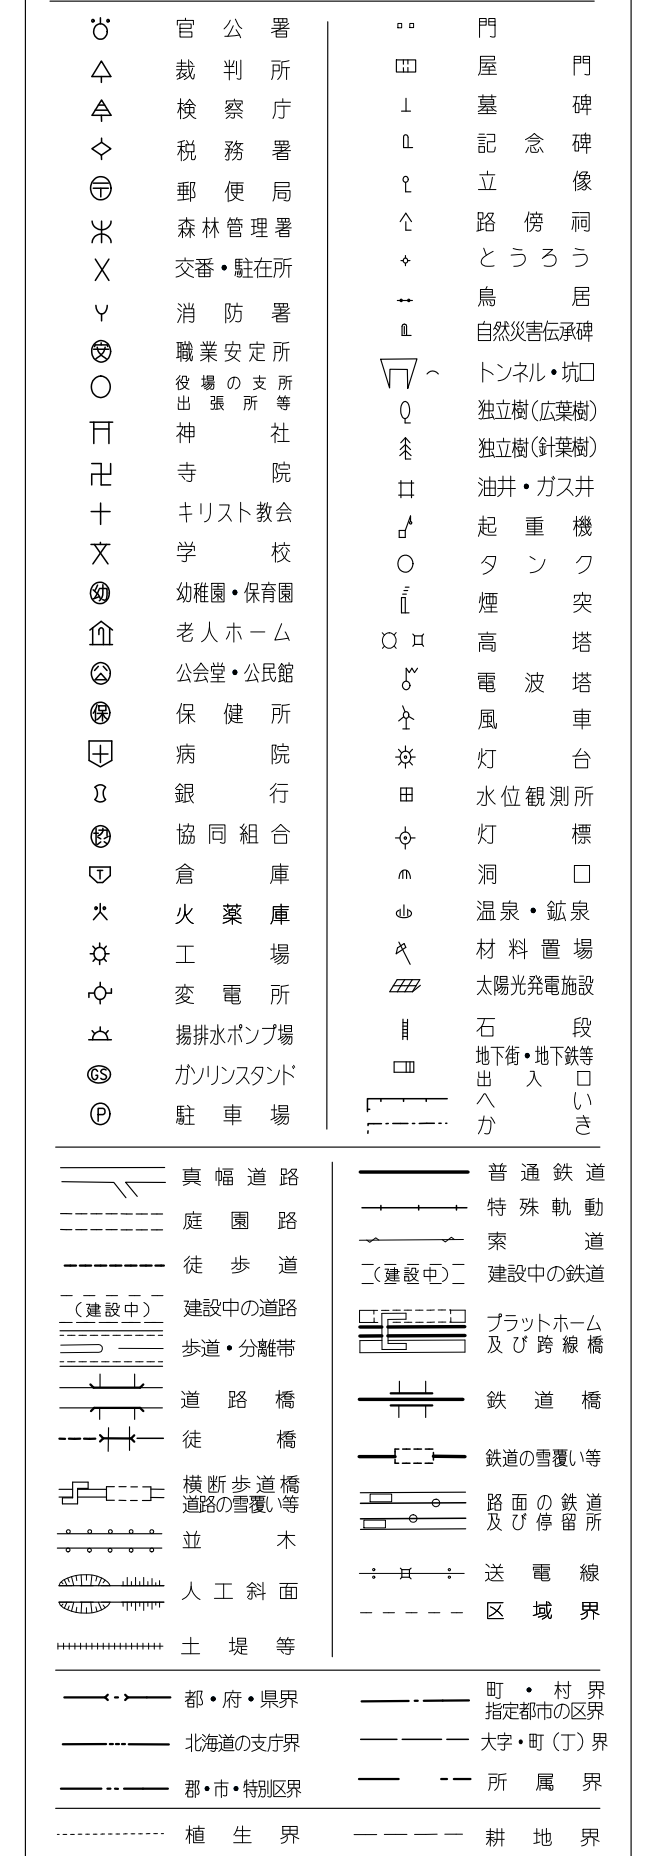 官公署
裁判所
検察庁
税務署
郵便局
森林管理署
交番・駐在所
消防署
職業安定所
役場の支所
出張所等
神社
寺院
キリスト教会
学校
幼稚園・保育園
老人ホーム
公会堂・公民館
保健所
病院
銀行
協同組合
倉庫
火薬庫
工場
変電所
揚排水ポンプ場
ガソリンスタンド
駐車場
安
幼
保
協
T
GS
P
門
屋門
墓碑
記念碑
立像
路傍祠
とうろう
鳥居
自然災害伝承碑
トンネル・坑口
独立樹(広葉樹)
独立樹(針葉樹)
油井・ガス井
起重機
タンク
煙突
高塔
電波塔
風車
灯台
水位観測所
灯標
洞口
温泉・鉱泉
材料置場
太陽光発電施設
石段
地下街・地下鉄等
出入口
へい
かき
真幅道路
庭園路
徒歩道
(建設中) 建設中の道路
歩道・分離帯
道路橋
徒橋
横断歩道橋
道路の雪覆い等
並木
人工斜面
土堤等
普通鉄道
特殊軌動
索道
(建設中) 建設中の鉄道
プラットホーム
及び跨線橋
鉄道橋
鉄道の雪覆い等
路面の鉄道
及び停留所
送電線
区域界
都・府・県界
北海道の支庁界
郡・市・特別区界
町・村界
指定都市の区界
大字・町(丁)界
所属界
植生界
耕地界